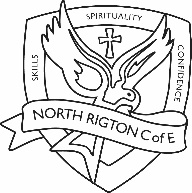 SKILLS
SPIRITUALITY
CONFIDENCE
NORTH RIGTON C of E